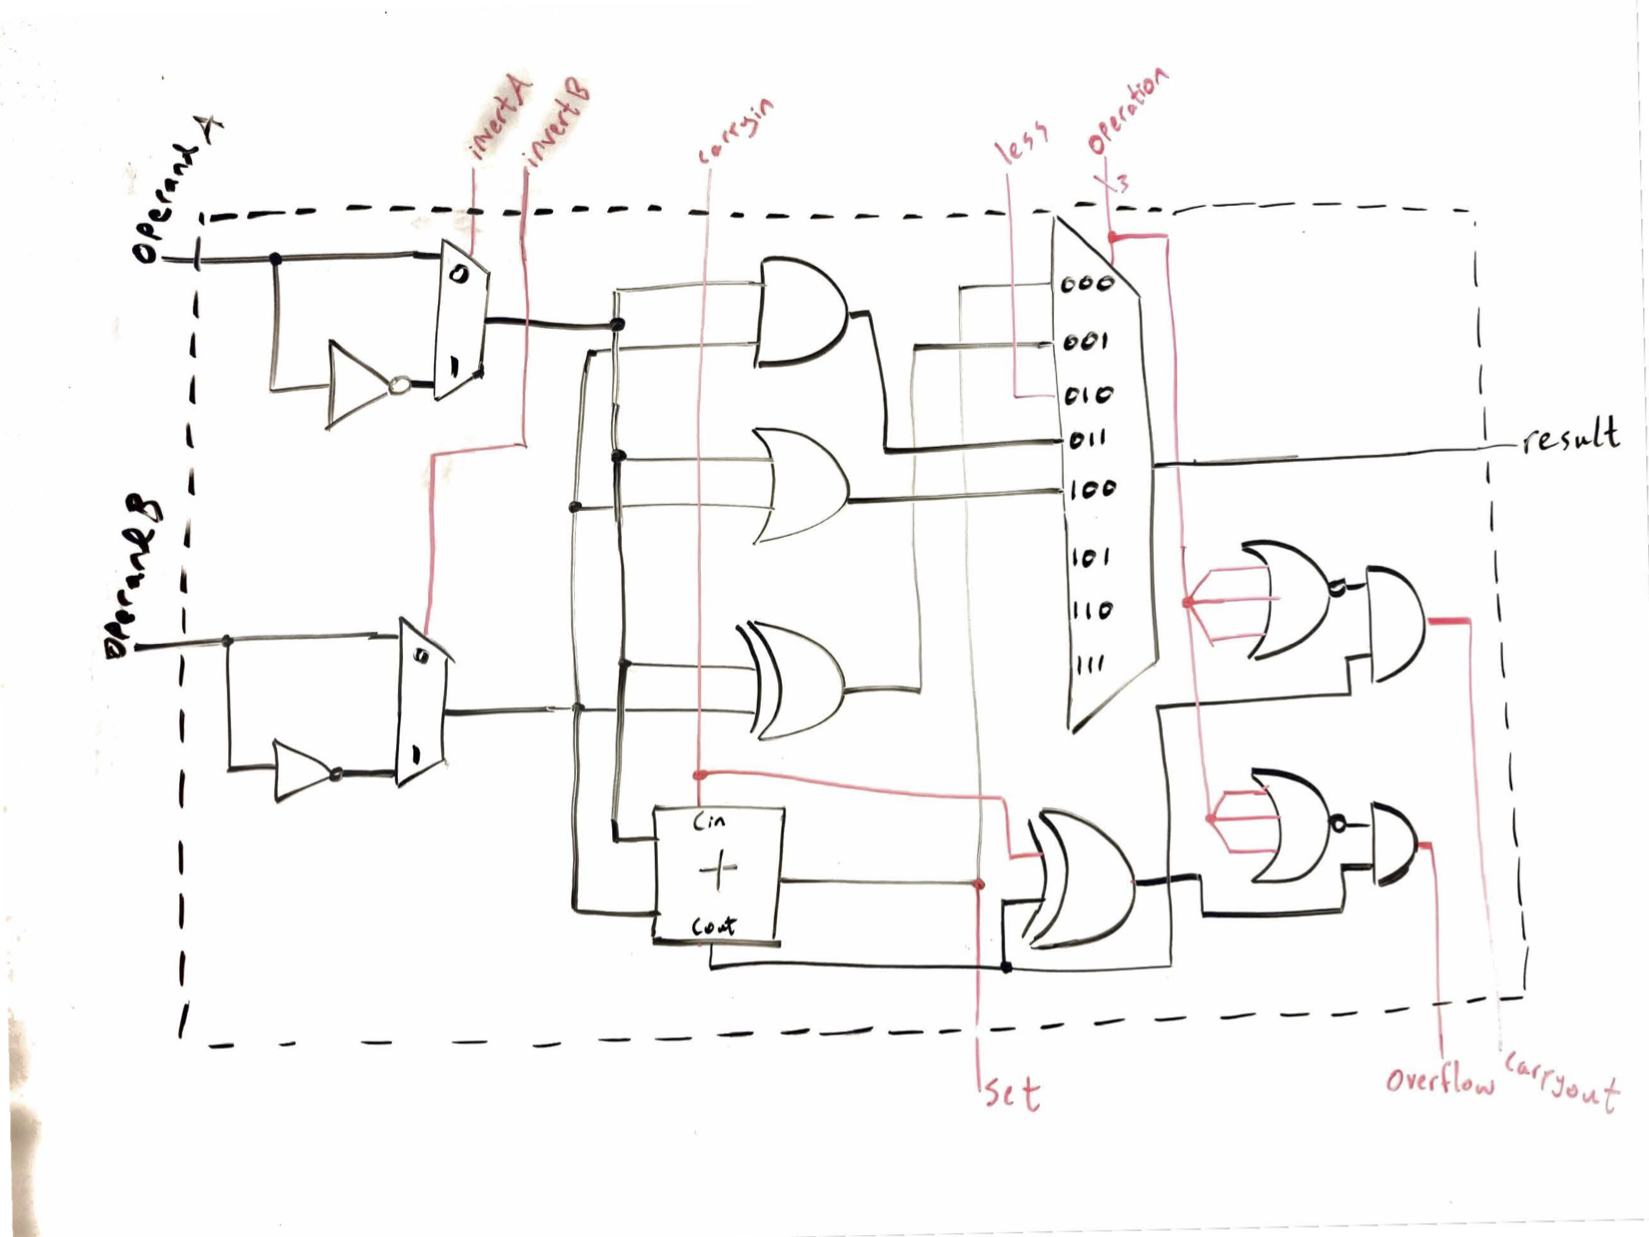 Operand A
invertA
invertB
carryin
less
operation
3
0
1
000
001
010
011
100
101
110
111
result
Operand B
0
1
Cin
+
Cout
Set
Overflow
Carryout